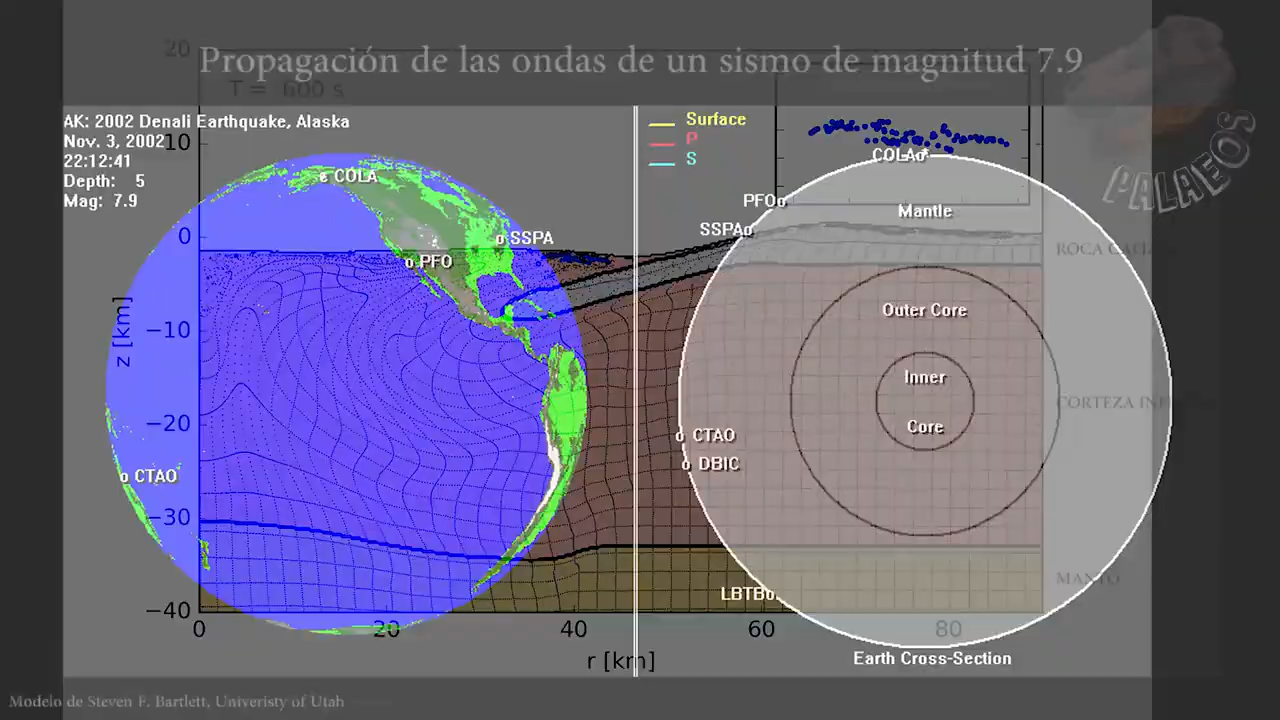 Propagación de las ondas de un sismo de magnitud 7.9
20
T = 600 s
AK: 2002 Denali Earthquake, Alaska
Nov. 3, 2002
22:12:41
Depth: 5
Mag: 7.9
Surface
P
S
PALAEOS
10
0
−10
−20
−30
−40
z [km]
COLA
SSPA
PFO
CTAO
COLA
PFO
SSPA
CTAO
DBIC
LBTB
Mantle
Outer Core
Inner
Core
ROCA
CORTEZA
MANTO
0
20
40
60
80
r [km]
Earth Cross-Section
Modelo de Steven F. Bartlett, Univeristy of Utah